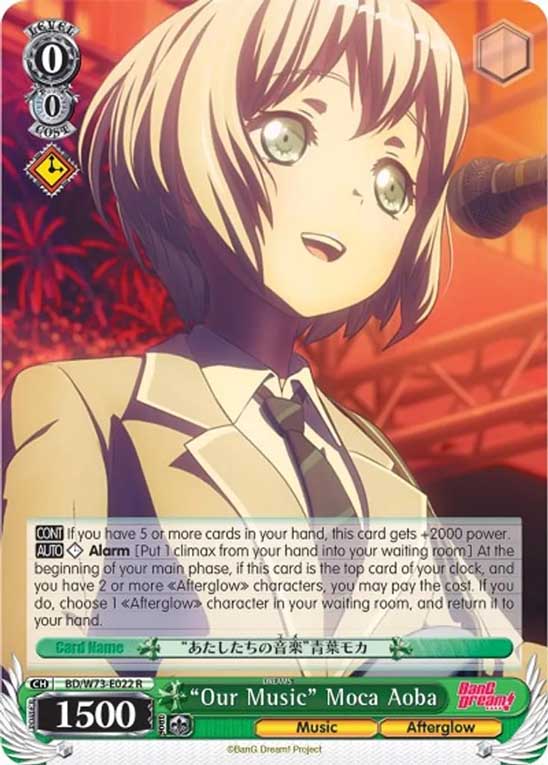 LEVEL
0
0
COST
CONT If you have 5 or more cards in your hand, this card gets +2000 power.
AUTO Alarm [Put 1 climax from your hand into your waiting room] At the
beginning of your main phase, if this card is the top card of your clock, and
you have 2 or more ≪Afterglow≫ characters, you may pay the cost. If you
do, choose 1 ≪Afterglow≫ character in your waiting room, and return it to
your hand.
Card Name
“あたしたちの音楽”青葉モカ
CH BD/W73-E022 R
DREAMS
“Our Music” Moca Aoba
BanG Dream!
POWER 1500 SOUL
Music Afterglow
©BanG Dream! Project